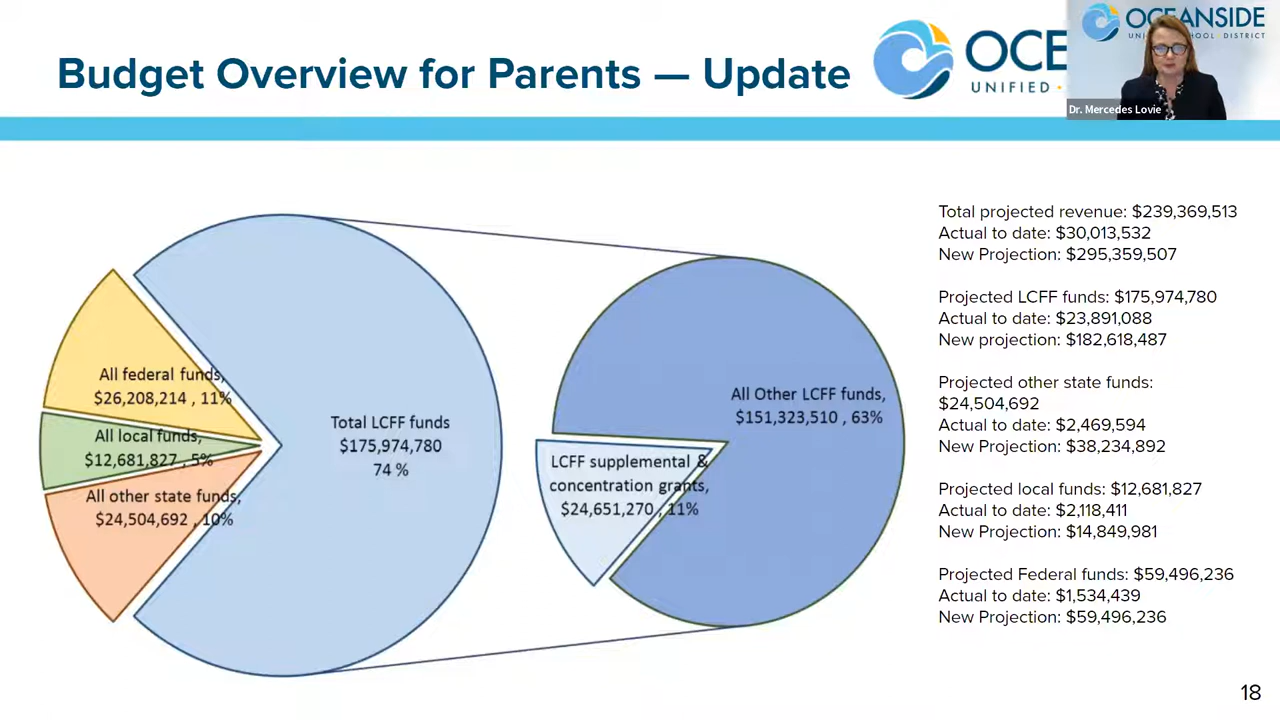 Budget Overview for Parents — Update
OCE
UNIFIED
OCEANSIDE
Dr. Mercedes Lovie
All federal funds,
$26,208,214 , 11%
All local funds,
$12,681,827 , 5%
All other state funds,
$24,504,692 , 10%
Total LCFF funds
$175,974,780
74 %
All Other LCFF funds,
$151,323,510 , 63%
LCFF supplemental &
concentration grants,
$24,651,270 , 11%
Total projected revenue: $239,369,513
Actual to date: $30,013,532
New Projection: $295,359,507
Projected LCFF funds: $175,974,780
Actual to date: $23,891,088
New projection: $182,618,487
Projected other state funds:
$24,504,692
Actual to date: $2,469,594
New Projection: $38,234,892
Projected local funds: $12,681,827
Actual to date: $2,118,411
New Projection: $14,849,981
Projected Federal funds: $59,496,236
Actual to date: $1,534,439
New Projection: $59,496,236
18